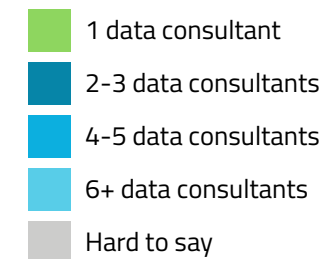 1 data consultant
2-3 data consultants
4-5 data consultants
6+ data consultants
Hard to say